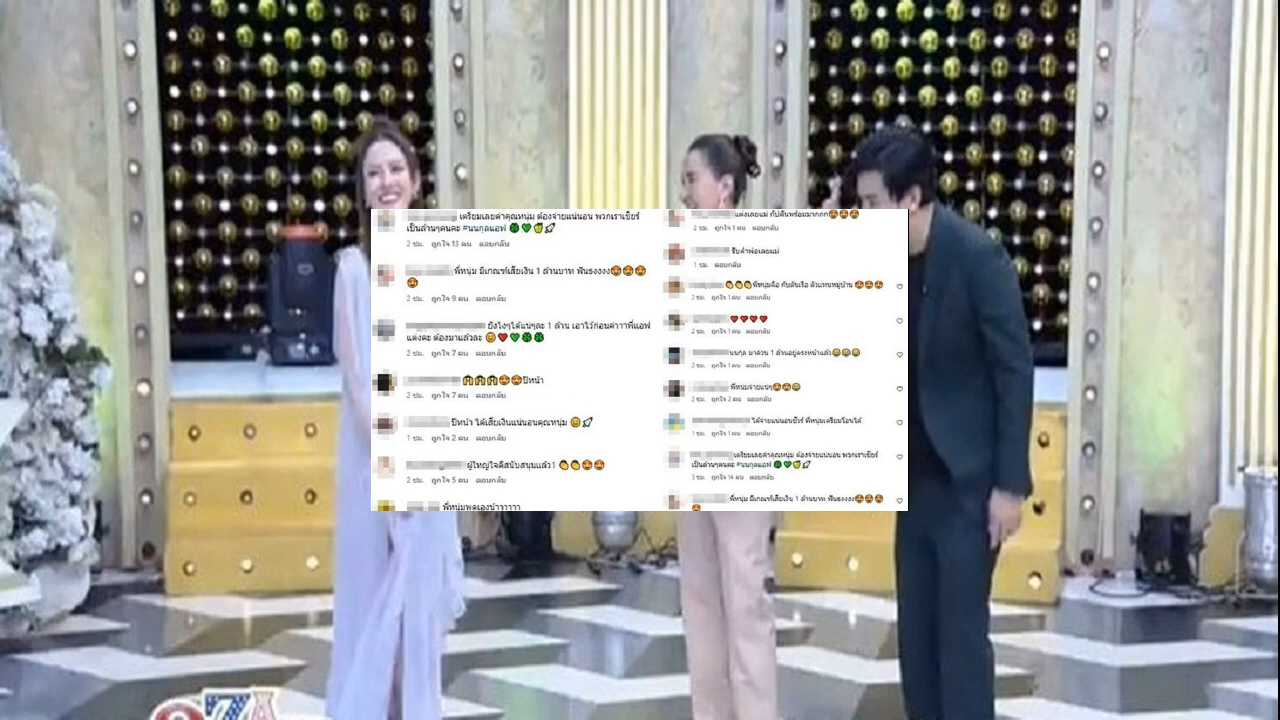 เตรียมเลยค่าคุณหนุ่ม ต้องจ่ายแน่นอน พวกเราเชียร์
เป็นล้านๆคนคะ #นนกุลแอฟ 🐉💚🍏🚀
2 ชม. ถูกใจ 13 คน ตอบกลับ
พี่หนุ่ม มีเกณฑ์เสียเงิน 1 ล้านบาท ฟันธงงงง🥰🥰🥰
🥰
2 ชม. ถูกใจ 9 คน ตอบกลับ
ยังไงๆได้แน่ๆละ 1 ล้าน เอาไว้ก่อนค่าาาพี่แอฟ
แต่งคะ ต้องมาแล้วละ
2 ชม. ถูกใจ 7 คน ตอบกลับ
ปีหน้า
2 ชม. ถูกใจ 7 คน ตอบกลับ
ปีหน้า ได้เสียเงินแน่นอนคุณหนุ่ม
1 ชม. ถูกใจ 2 คน ตอบกลับ
ผู้ใหญ่ใจดีสนับสนุนแล้ว1
2 ชม. ถูกใจ 5 คน ตอบกลับ
พี่หนุ่มพูดเองน้าาาาาา
แต่งเลยแม่ กัปตันพร้อมมากกก🥰🥰🥰
2 ชม. ถูกใจ 1 คน ตอบกลับ
รีบคำพ่อเลยแม่
1 ชม. ตอบกลับ
พี่หนุ่มคือ กัปตันเรือ ตัวแทนหมู่บ้าน 🥰🥰🥰
2 ชม. ถูกใจ 1 คน ตอบกลับ
2 ชม. ถูกใจ 1 คน ตอบกลับ
นนกุล มาด่วน 1 ล้านอยู่ตรงหน้าแล้ว
2 ชม. ถูกใจ 1 คน ตอบกลับ
พี่หนุ่มจ่ายแน่ๆ
2 ชม. ถูกใจ 2 คน ตอบกลับ
ได้จ่ายแน่นอนชัวร์ พี่หนุ่มเตรียมโอนได้
1 ชม. ถูกใจ 1 คน ตอบกลับ
เตรียมเลยค่าคุณหนุ่ม ต้องจ่ายแน่นอน พวกเราเชียร์
เป็นล้านๆคนคะ #นนกุลแอฟ 🐉💚🍏🚀
3 ชม. ถูกใจ 14 คน ตอบกลับ
พี่หนุ่ม มีเกณฑ์เสียเงิน 1 ล้านบาท ฟันธงงงง🥰🥰🥰
🥰